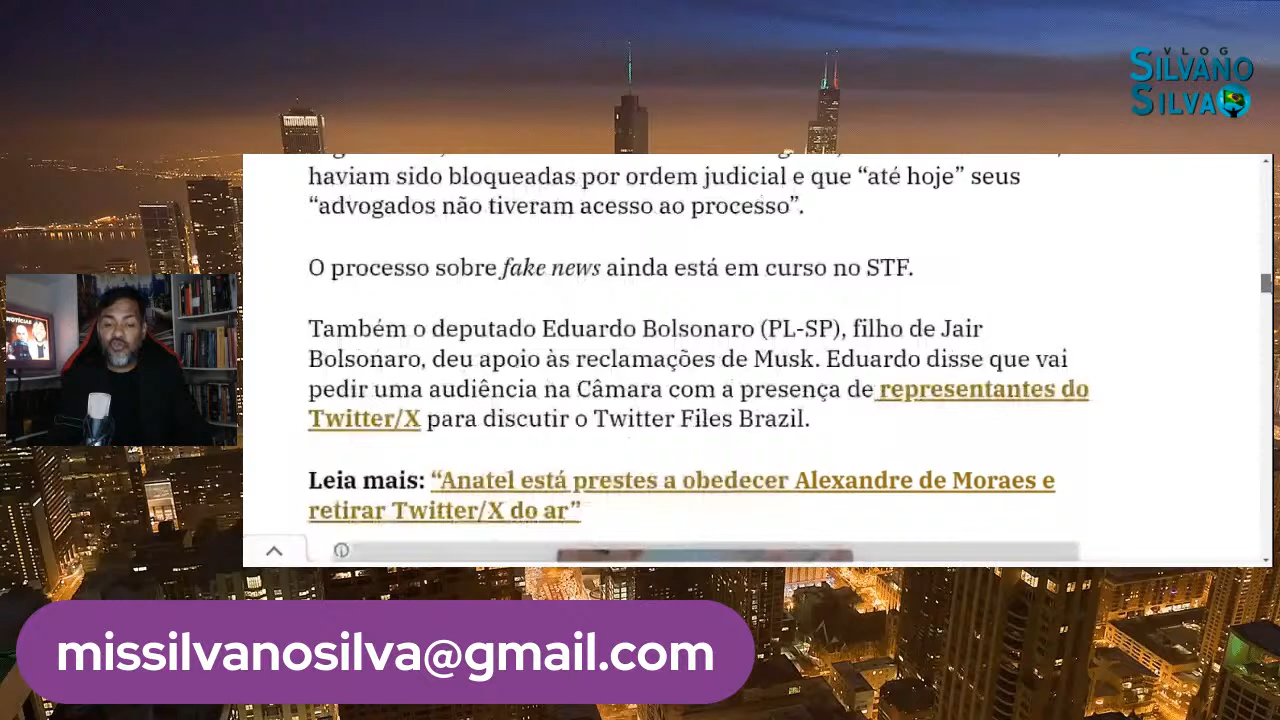 VLOG
SILVANO
SILVA
haviam sido bloqueadas por ordem judicial e que “até hoje” seus
“advogados não tiveram acesso ao processo”.
O processo sobre fake news ainda está em curso no STF.
Também o deputado Eduardo Bolsonaro (PL-SP), filho de Jair
Bolsonaro, deu apoio às reclamações de Musk. Eduardo disse que vai
pedir uma audiência na Câmara com a presença de representantes do
Twitter/X para discutir o Twitter Files Brazil.
Leia mais: “Anatel está prestes a obedecer Alexandre de Moraes e
retirar Twitter/X do ar”
NOTÍCIAS
missilvanosilva@gmail.com